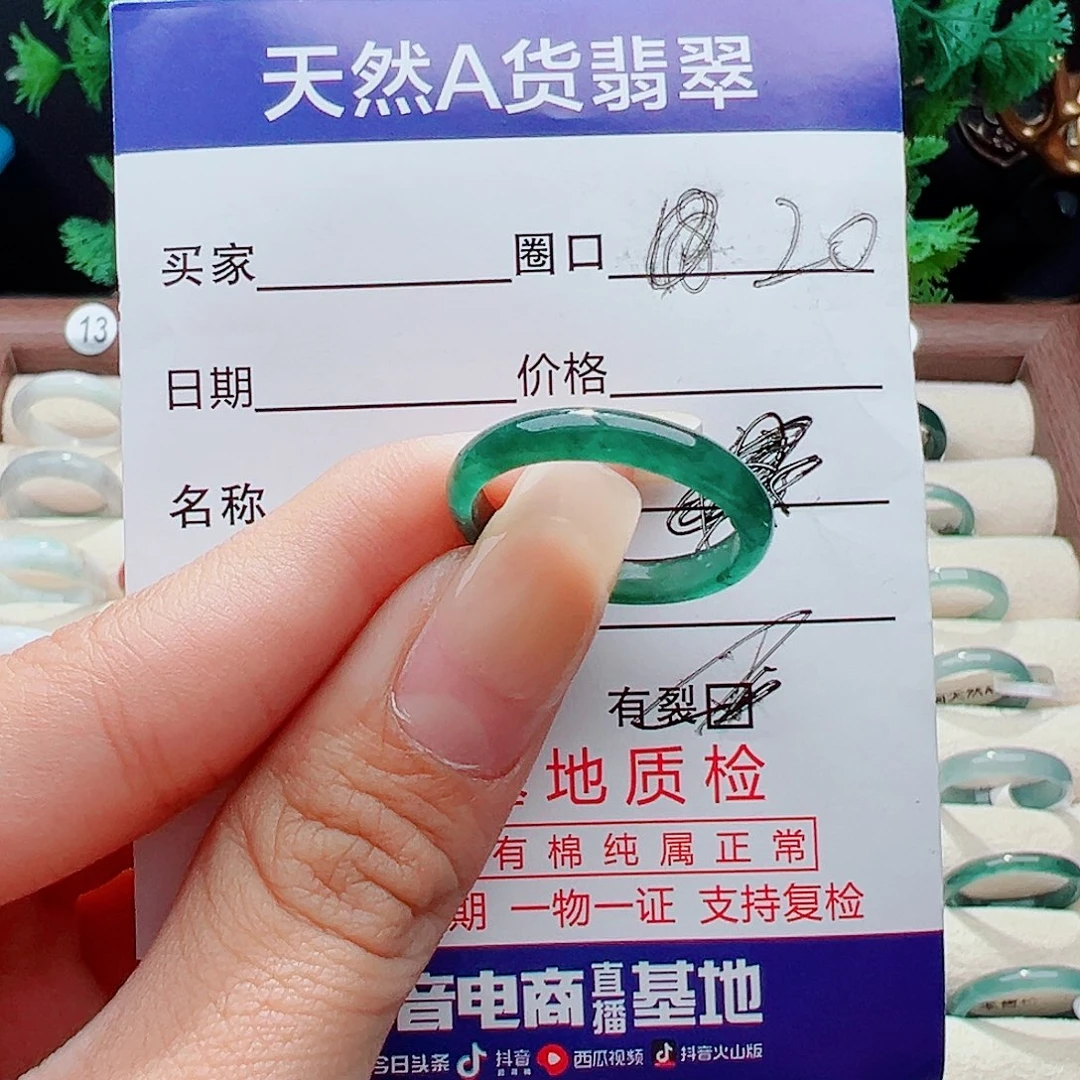 天然A货翡翠
买家 圈口 20
13
日期 价格
名称
有裂
地质检
有棉纯属正常
期 一物一证 支持复检
音电商直播基地
今日头条 抖音 西瓜视频 抖音火山版